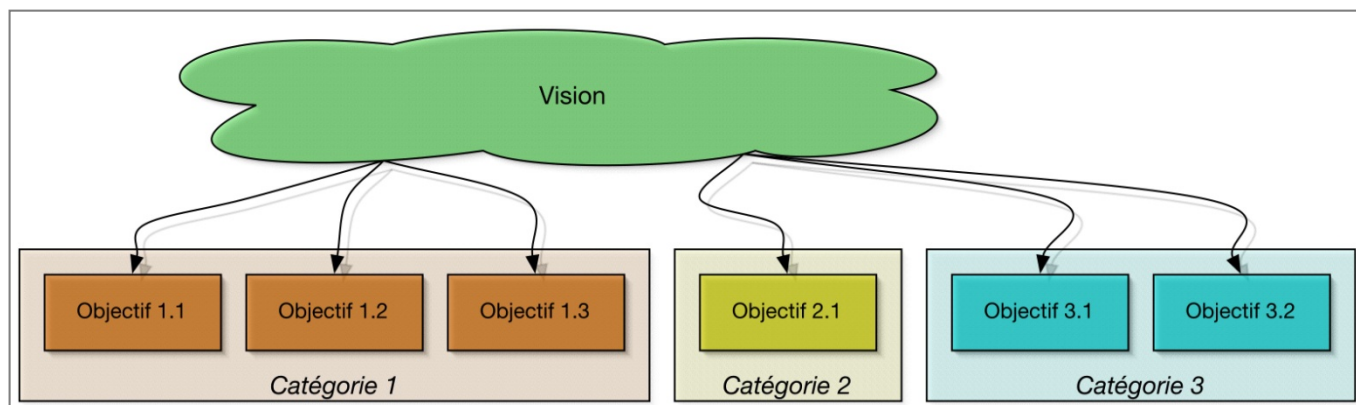 Vision
Objectif 1.1
Objectif 1.2
Objectif 1.3
Objectif 2.1
Objectif 3.1
Objectif 3.2
Catégorie 1
Catégorie 2
Catégorie 3